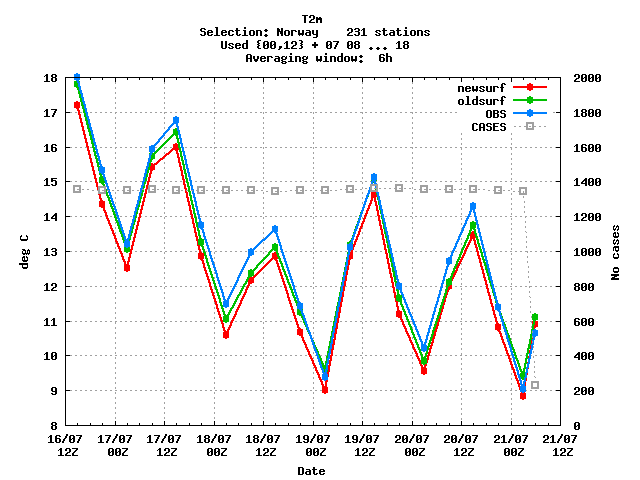 T2m
Selection: Norway    231 stations
Used {00,12} + 07 08 ... 18
Averaging window:  6h
newsurf
oldsurf
OBS
CASES
18
17
16
15
14
13
12
11
10
9
8
deg C
2000
1800
1600
1400
1200
1000
800
600
400
200
0
No cases
16/07 17/07 17/07 18/07 18/07 19/07 19/07 20/07 20/07 21/07 21/07
12Z 00Z 12Z 00Z 12Z 00Z 12Z 00Z 12Z 00Z 12Z
Date